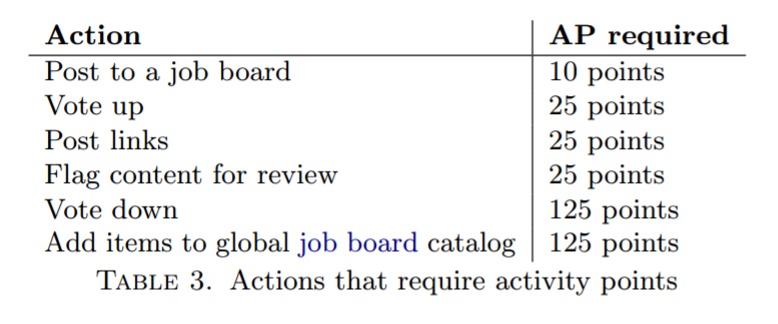 Action AP required
Post to a job board 10 points
Vote up 25 points
Post links 25 points
Flag content for review 25 points
Vote down 125 points
Add items to global job board catalog 125 points
Table 3. Actions that require activity points